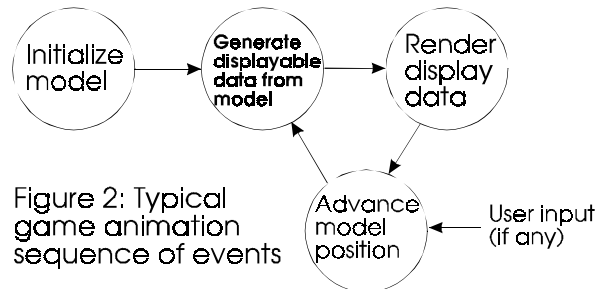 Initialize
model
Generate
displayable
data from
model
Render
display
data
Advance
model
position
User input
(if any)
Figure 2: Typical
game animation
sequence of events